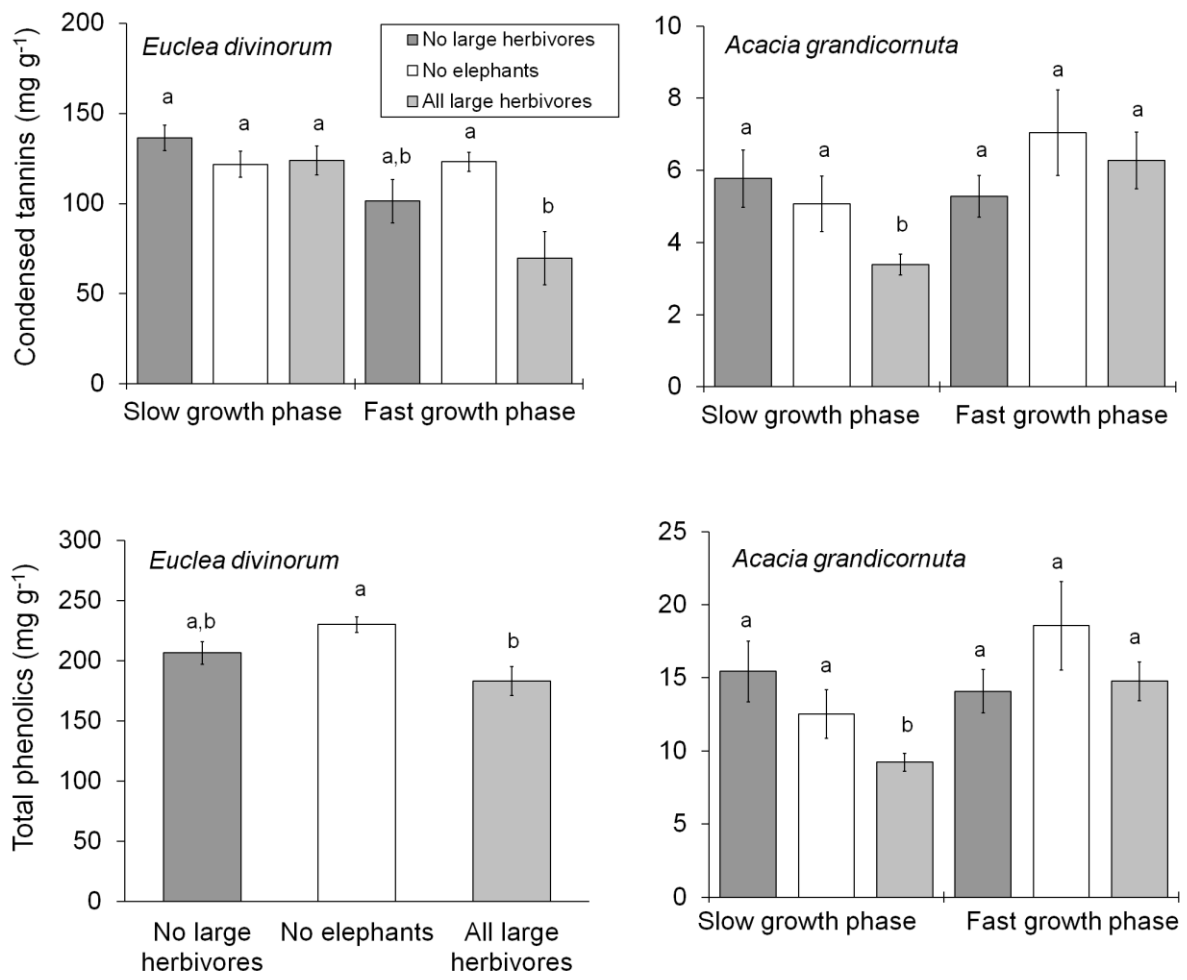 Condensed tannins (mg g-1)
200
150
100
50
0
Euclea divinorum
No large herbivores
No elephants
All large herbivores
a
a
a
a,b
a
b
Slow growth phase
Fast growth phase
10
8
6
4
2
0
Acacia grandicornuta
a
a
b
a
a
a
Slow growth phase
Fast growth phase
Total phenolics (mg g-1)
300
250
200
150
100
50
0
Euclea divinorum
a,b
a
b
No large
herbivores
No elephants
All large
herbivores
25
20
15
10
5
0
Acacia grandicornuta
a
a
b
a
a
a
Slow growth phase
Fast growth phase